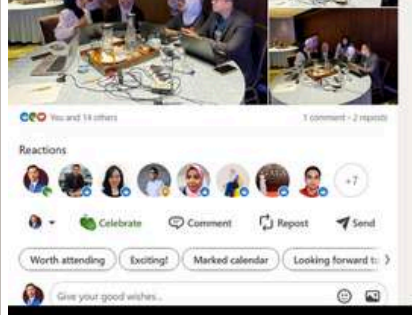 You and 14 others
1 comment • 2 reposts
Reactions
+7
Celebrate
Comment
Repost
Send
Worth attending
Exciting!
Marked calendar
Looking forward to
Give your good wishes...